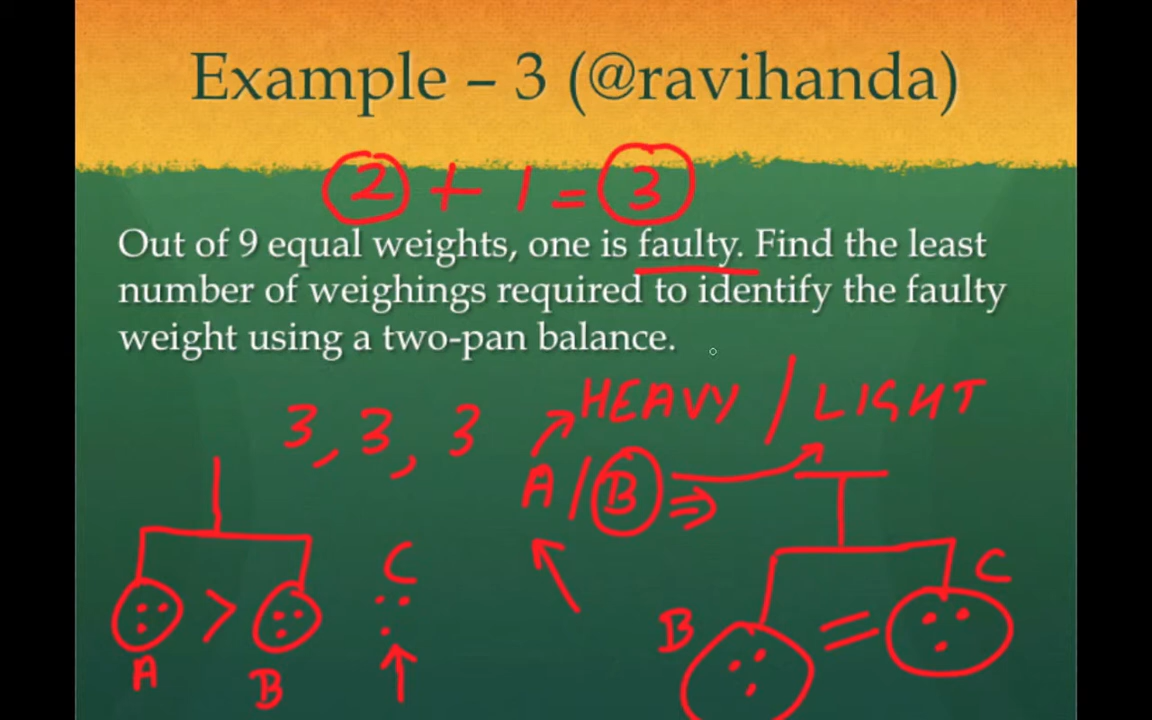 Example – 3 (@ravihanda)
2 + 1 = 3
Out of 9 equal weights, one is faulty. Find the least
number of weighings required to identify the faulty
weight using a two-pan balance.
HEAVY / LIGHT
3, 3, 3
A / B ⇒
C
C
>
B
=
A
B